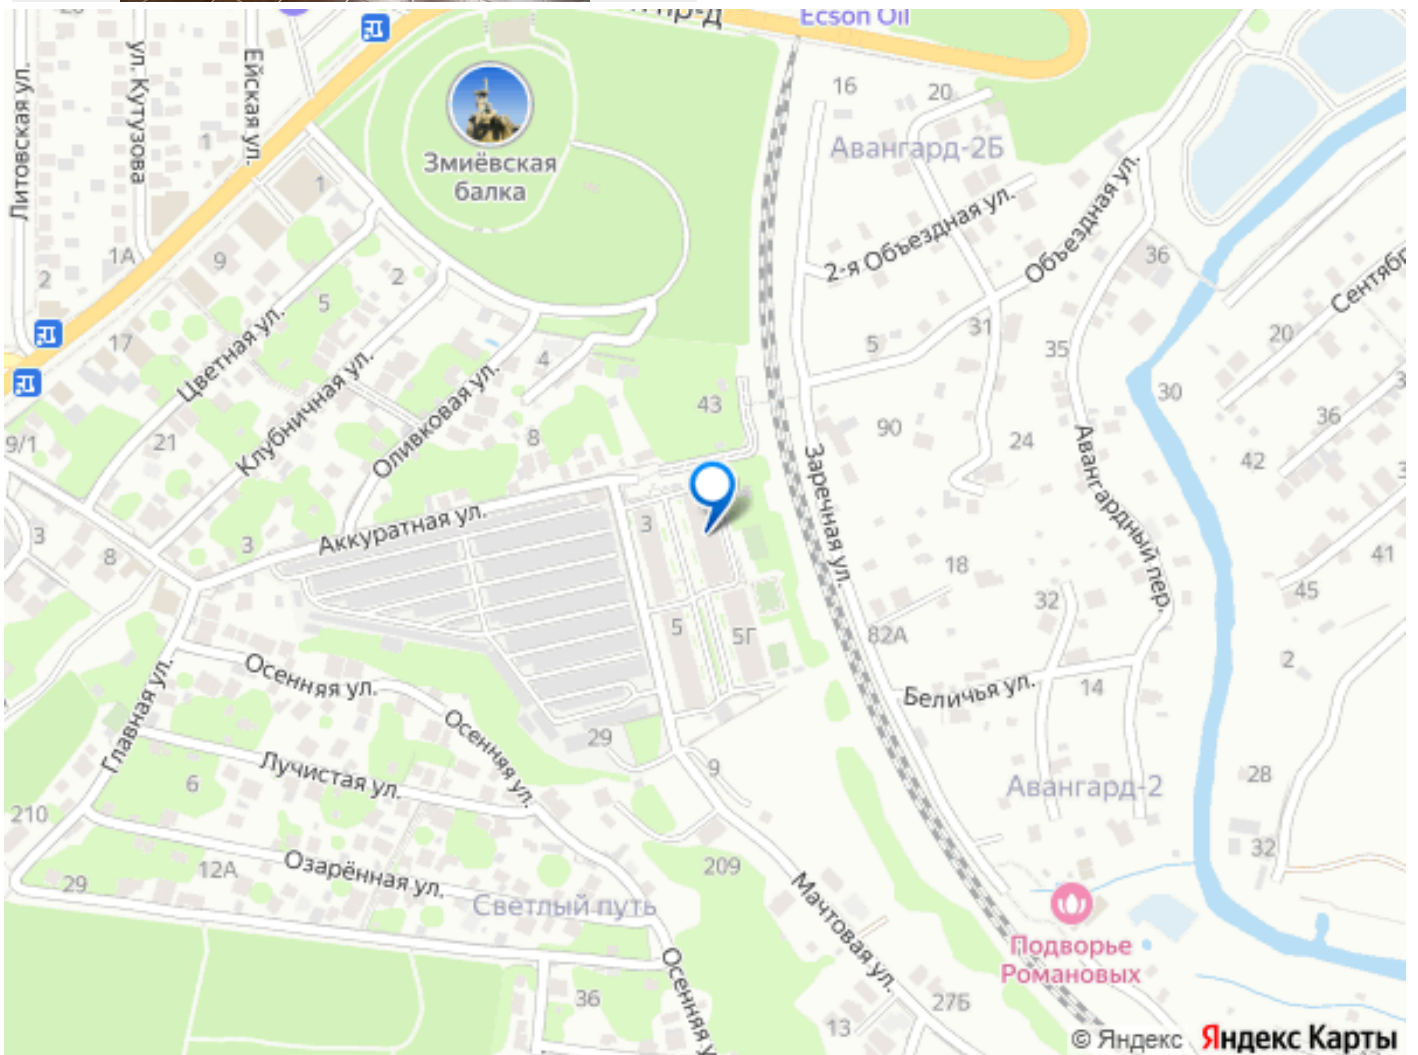 Ecson Oil
Литовская ул.
ул. Кутузова
Ейская ул.
Змиёвская
балка
16
20
Авангард-2Б
1
1
1А
2
9
2
5
17
Цветная ул.
4
2-я Объездная ул.
Объездная ул.
36
Сентябр
5
31
35
20
30
36
9/1
21
Клубничная ул.
Оливковая ул.
8
43
90
24
42
Заречная ул.
Авангардный пер.
3
8
3
Аккуратная ул.
3
18
41
45
32
5
5Г
82А
2
Осенняя ул.
Беличья ул.
14
Главная ул.
Осенняя ул.
29
9
Лучистая ул.
6
Авангард-2
28
210
12А
Озарённая ул.
209
32
29
Светлый путь
Мачтовая ул.
Подворье
Романовых
Осенняя у
36
27Б
13
© Яндекс Яндекс Карты